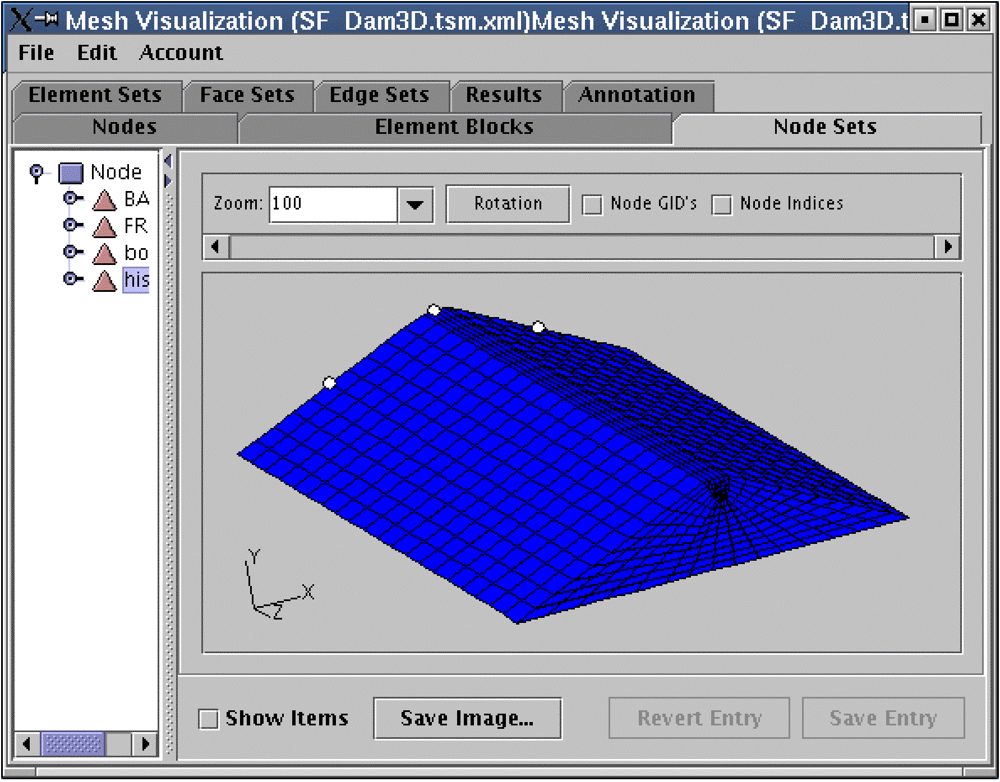 Mesh Visualization (SF Dam3D.tsm.xml)Mesh Visualization (SF Dam3D.t
File Edit Account
Element Sets Face Sets Edge Sets Results Annotation
Nodes Element Blocks Node Sets
Node
BA
FR
bo
his
Zoom: 100 Rotation Node GID's Node Indices
Y
X
Z
Show Items Save Image... Revert Entry Save Entry